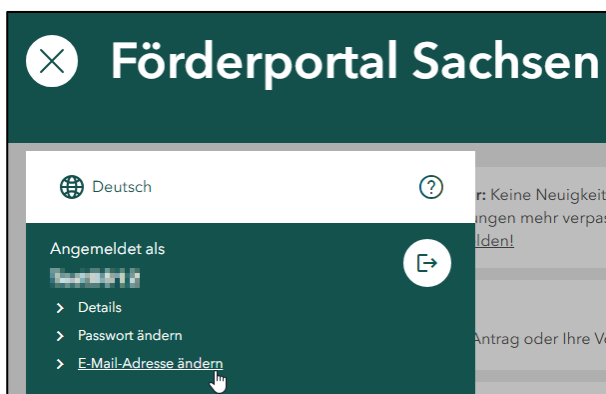 Förderportal Sachsen
Deutsch
Angemeldet als
Details
Passwort ändern
E-Mail-Adresse ändern
r: Keine Neuigkeit
ungen mehr verpas
lden!
Antrag oder Ihre Vo